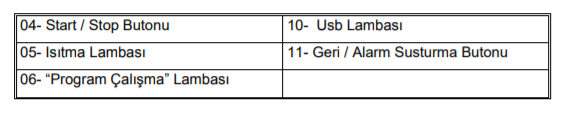 04- Start / Stop Butonu
10- Usb Lambası
05- Isıtma Lambası
11- Geri / Alarm Susturma Butonu
06- “Program Çalışma” Lambası